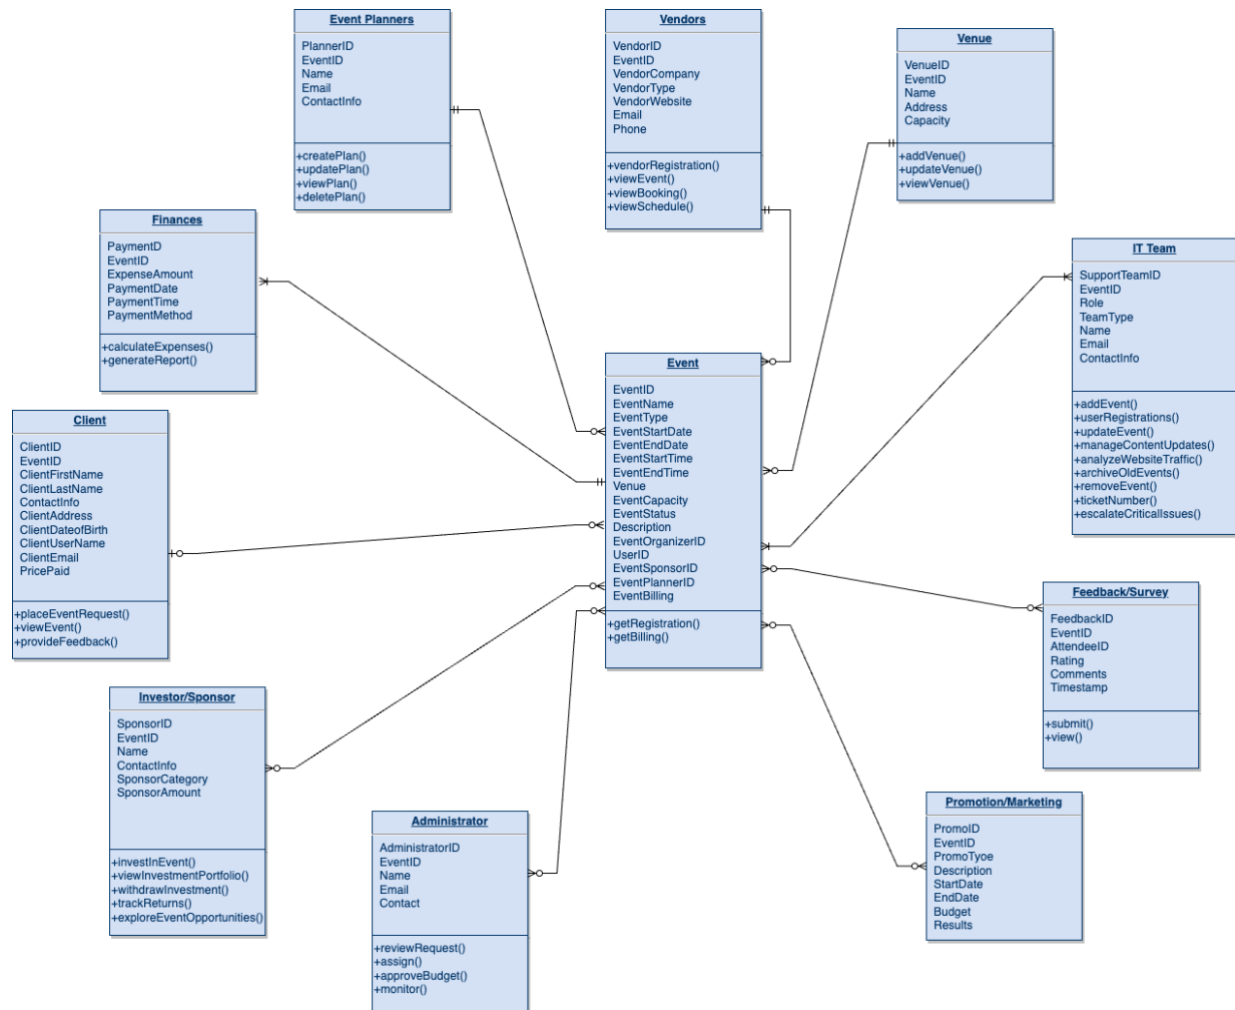 Event Planners
PlannerID
EventID
Name
Email
ContactInfo
+createPlan()
+updatePlan()
+viewPlan()
+deletePlan()
Vendors
VendorID
EventID
VendorCompany
VendorType
VendorWebsite
Email
Phone
+vendorRegistration()
+viewEvent()
+viewBooking()
+viewSchedule()
Venue
VenueID
EventID
Name
Address
Capacity
+addVenue()
+updateVenue()
+viewVenue()
Finances
PaymentD
EventID
ExpenseAmount
PaymentDate
PaymentTime
PaymentMethod
+calculateExpenses()
+generateReport()
IT Team
SupportTeamID
EventID
Role
TeamType
Name
Email
ContactInfo
+addEvent()
+userRegistrations()
+updateEvent()
+manageContentUpdates()
+analyzeWebsiteTraffic()
+archiveOldEvents()
+removeEvent()
+ticketNumber()
+escalateCriticalIssues()
Event
EventID
EventName
EventType
EventStartDate
EventEndDate
EventStartTime
EventEndTime
Venue
EventCapacity
EventStatus
Description
EventOrganizerID
UserID
EventSponsorID
EventPlannerID
EventBilling
+getRegistration()
+getBilling()
Client
ClientID
EventID
ClientFirstName
ClientLastName
ContactInfo
ClientAddress
ClientDateofBirth
ClientUserName
ClientEmail
PricePaid
+placeEventRequest()
+viewEvent()
+provideFeedback()
Feedback/Survey
FeedbackID
EventID
AttendeeID
Rating
Comments
Timestamp
+submit()
+view()
Investor/Sponsor
SponsorID
EventID
Name
ContactInfo
SponsorCategory
SponsorAmount
+investInEvent()
+viewInvestmentPortfolio()
+withdrawInvestment()
+trackReturns()
+exploreEventOpportunities()
Administrator
AdministratorID
EventID
Name
Email
Contact
+reviewRequest()
+assign()
+approveBudget()
+monitor()
Promotion/Marketing
PromoID
EventID
PromoTyoe
Description
StartDate
EndDate
Budget
Results